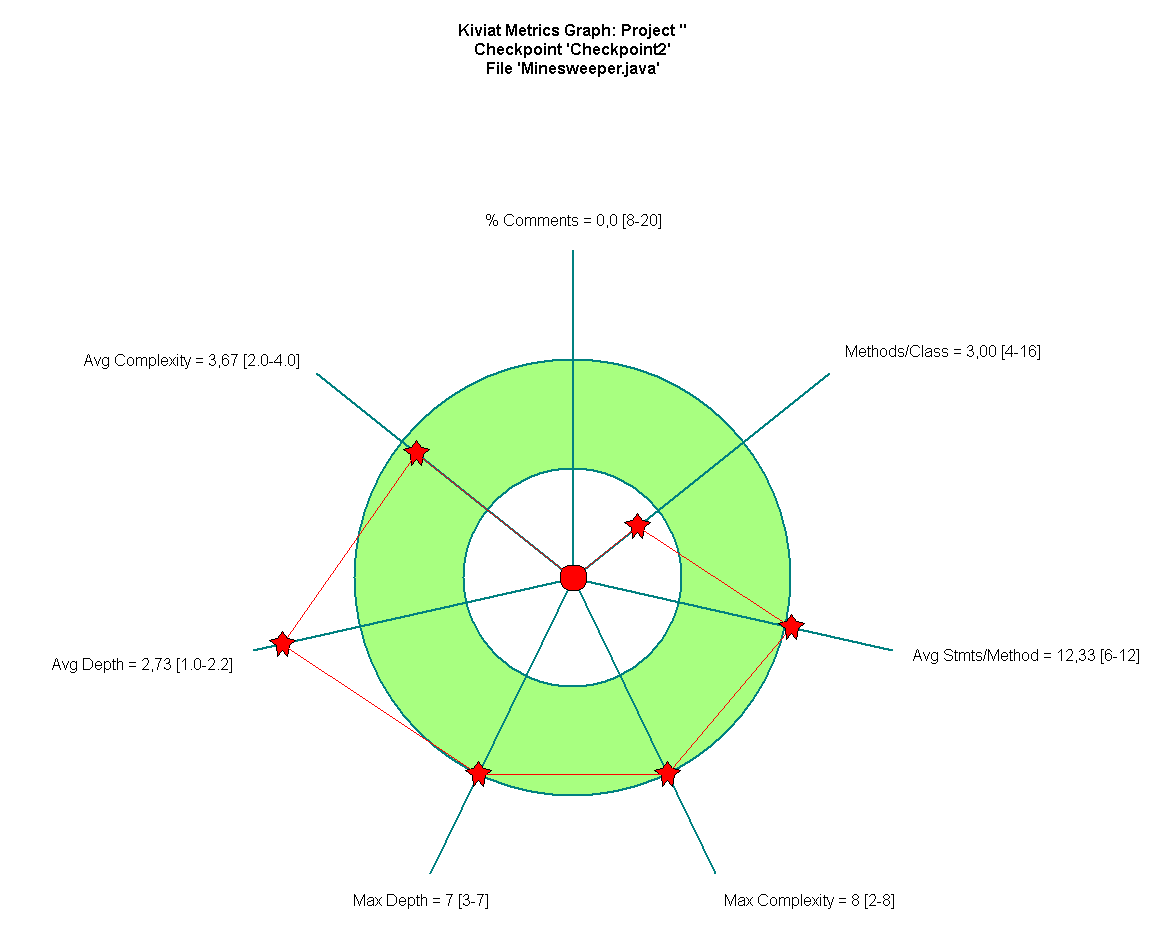 Kiviat Metrics Graph: Project ''
Checkpoint 'Checkpoint2'
File 'Minesweeper.java'
% Comments = 0,0 [8-20]
Methods/Class = 3,00 [4-16]
Avg Complexity = 3,67 [2.0-4.0]
Avg Stmts/Method = 12,33 [6-12]
Avg Depth = 2,73 [1.0-2.2]
Max Depth = 7 [3-7]
Max Complexity = 8 [2-8]